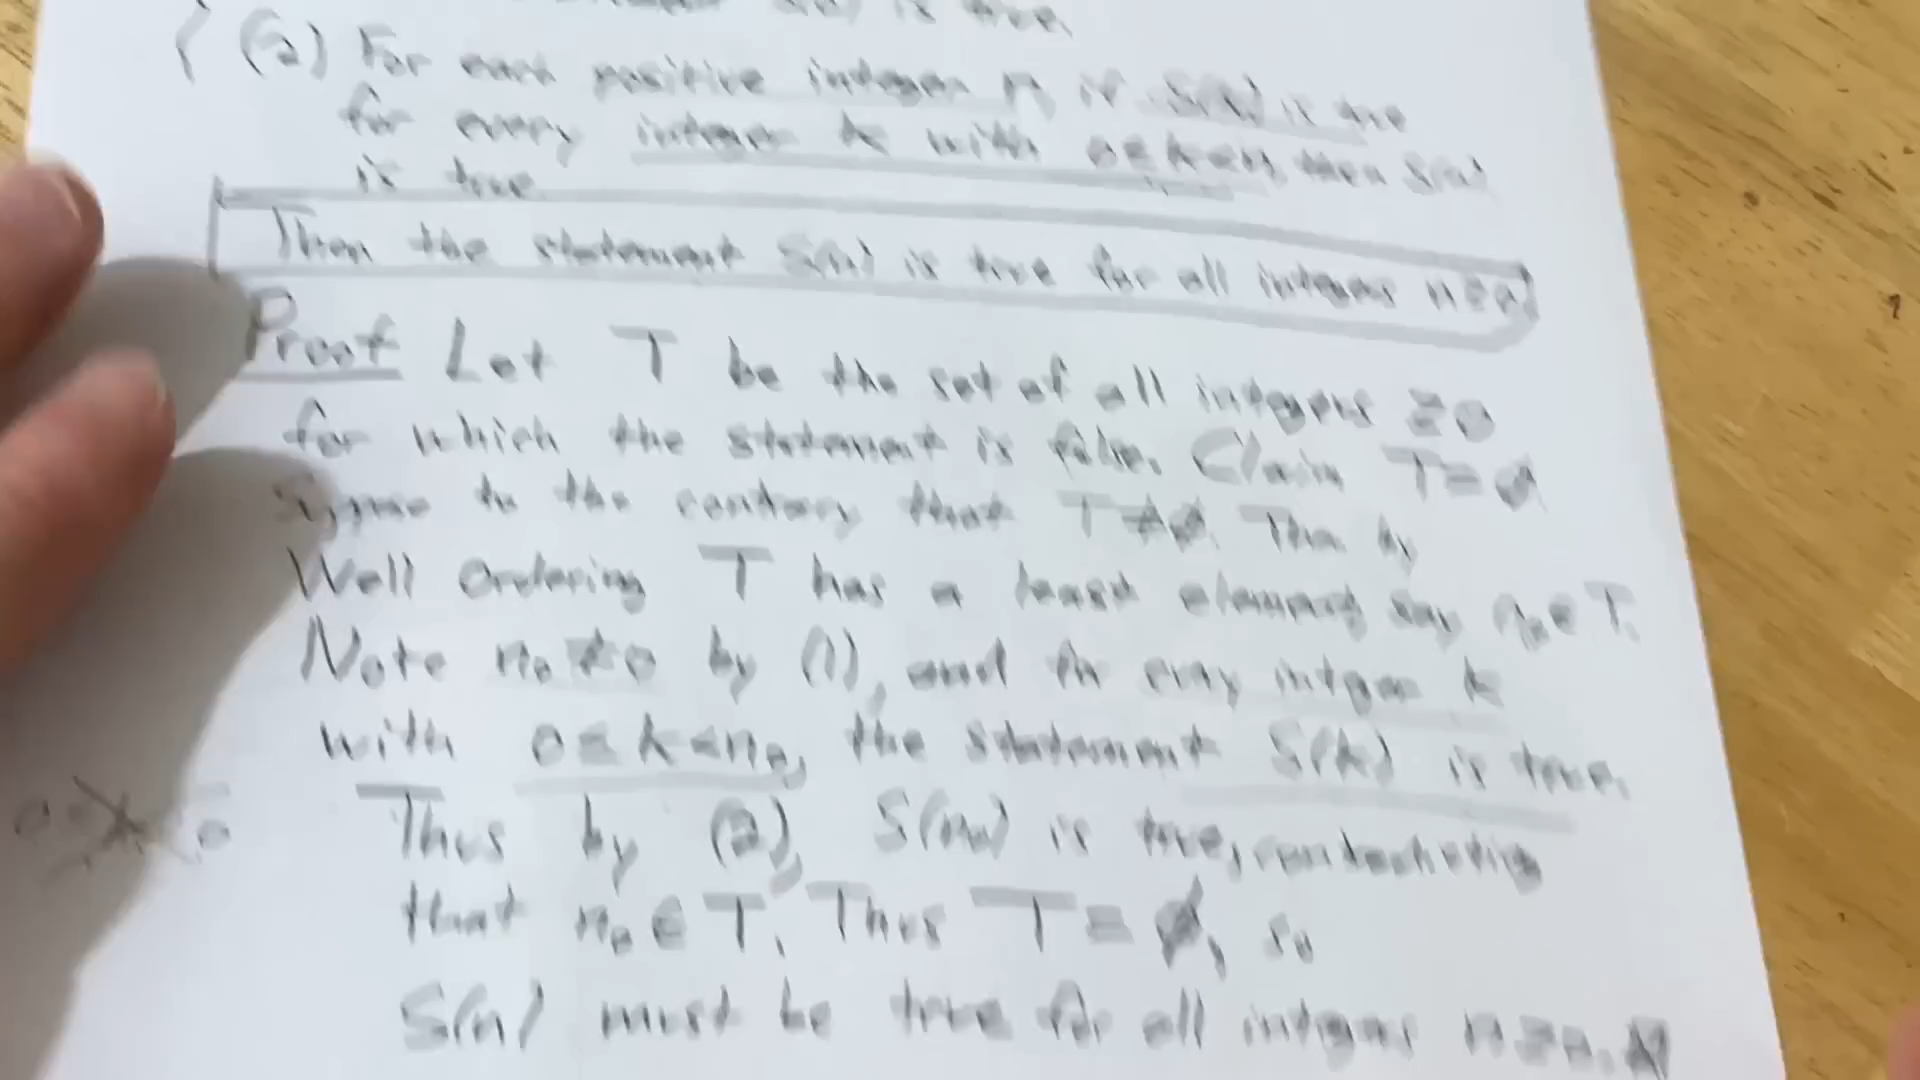 S(0) is true.
(2) For each positive integer n, if S(k) is true
for every integer k with 0≤k<n, then S(n)
is true
Then the statement S(n) is true for all integers n≥0.
Proof Let T be the set of all integers ≥0
for which the statement is false. Claim T=∅
Suppose to the contrary that T≠∅. Then by
Well Ordering T has a least element, say n₀∈T.
Note n₀≠0 by (1), and for every integer k
with 0≤k<n₀, the statement S(k) is true.
Thus by (2), S(n₀) is true, contradicting
that n₀∈T. Thus T=∅, so
S(n) must be true for all integers n≥0.